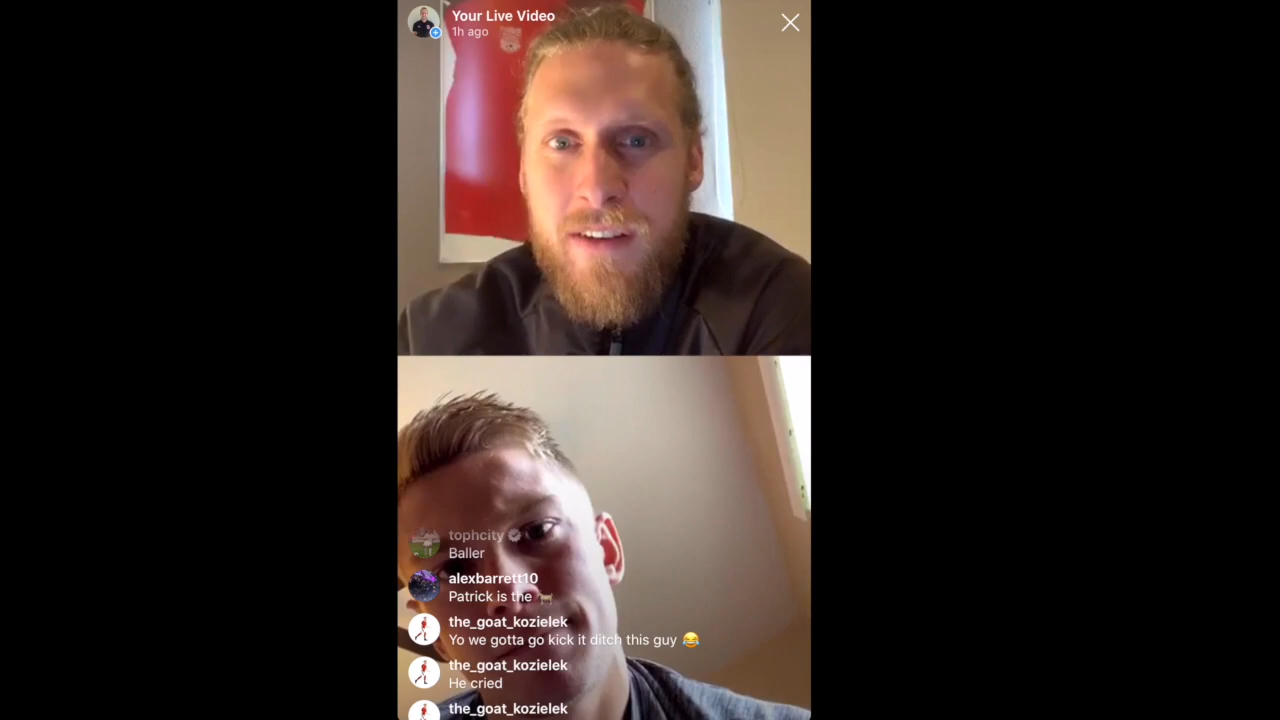 Your Live Video
1h ago
tophcity
Baller
alexbarrett10
Patrick is the 🐐
the_goat_kozielek
Yo we gotta go kick it ditch this guy 😂
the_goat_kozielek
He cried
the_goat_kozielek